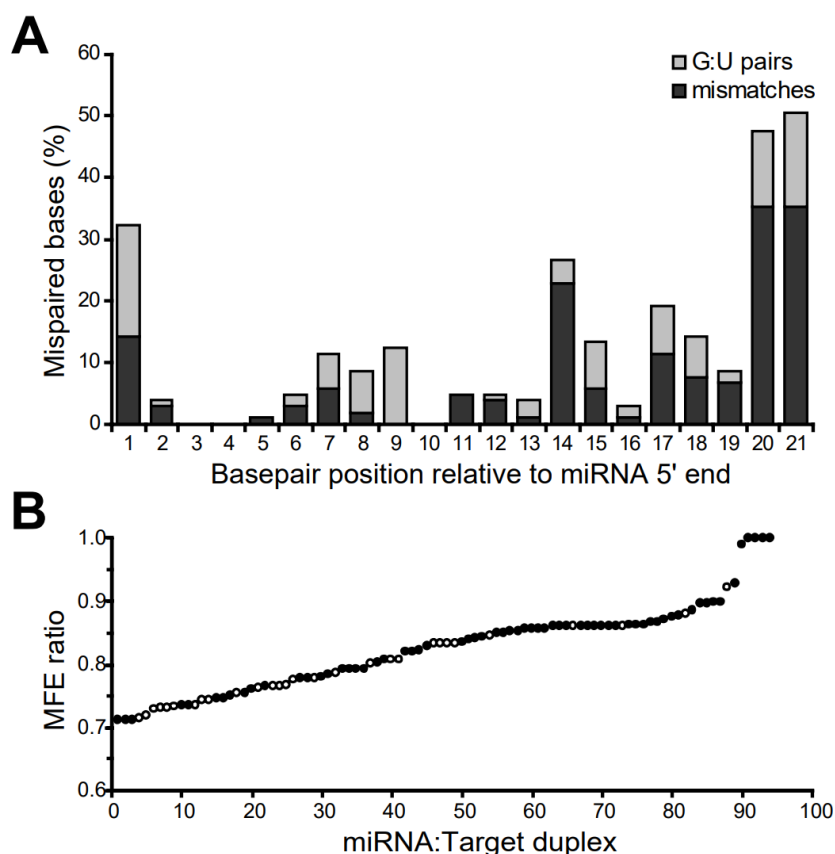 A
60
50
40
30
20
10
0
Mispaired bases (%)
G:U pairs
mismatches
1 2 3 4 5 6 7 8 9 10 11 12 13 14 15 16 17 18 19 20 21
Basepair position relative to miRNA 5' end
B
1.0
0.9
0.8
0.7
0.6
MFE ratio
0 10 20 30 40 50 60 70 80 90 100
miRNA:Target duplex